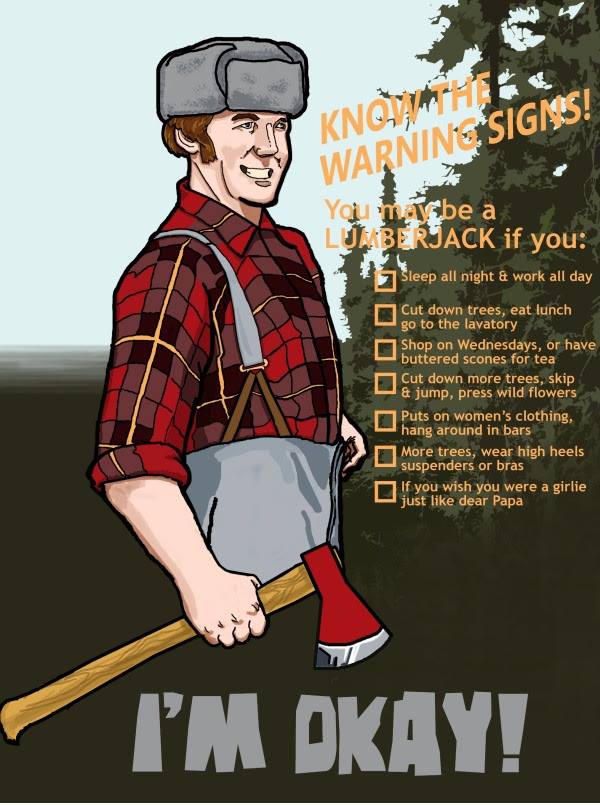 KNOW THE
WARNING SIGNS!
You may be a
LUMBERJACK if you:
Sleep all night & work all day
Cut down trees, eat lunch
go to the lavatory
Shop on Wednesdays, or have
buttered scones for tea
Cut down more trees, skip
& jump, press wild flowers
Puts on women's clothing,
hang around in bars
More trees, wear high heels
suspenders or bras
If you wish you were a girlie
just like dear Papa
I'M OKAY!